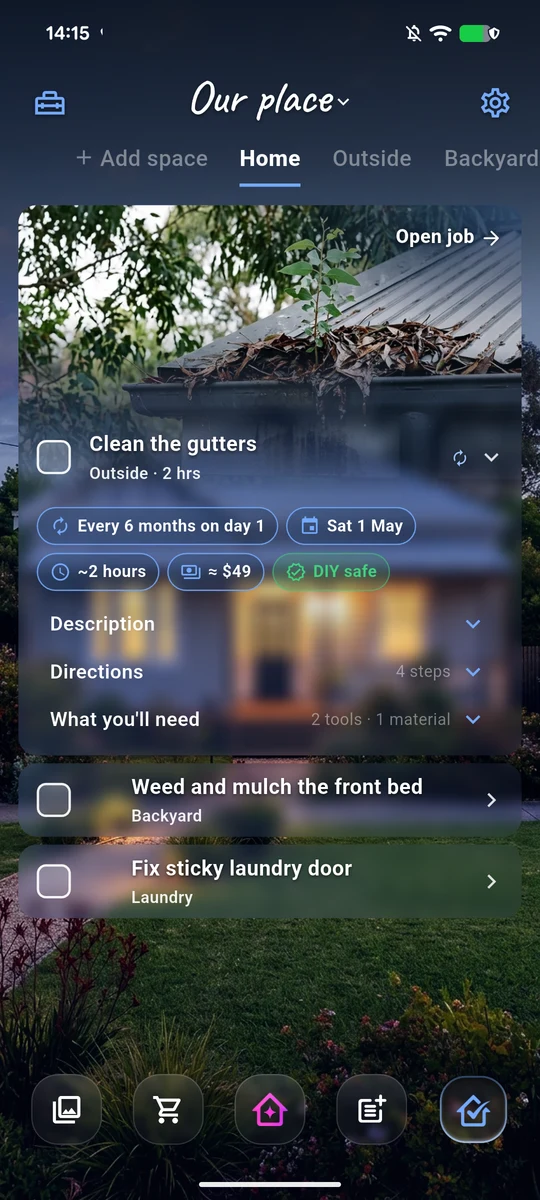 14:15
Our place
+ Add space Home Outside Backyard
Open job →
Clean the gutters
Outside · 2 hrs
Every 6 months on day 1
Sat 1 May
~2 hours
≈ $49
DIY safe
Description
Directions 4 steps
What you'll need 2 tools · 1 material
Weed and mulch the front bed
Backyard
Fix sticky laundry door
Laundry